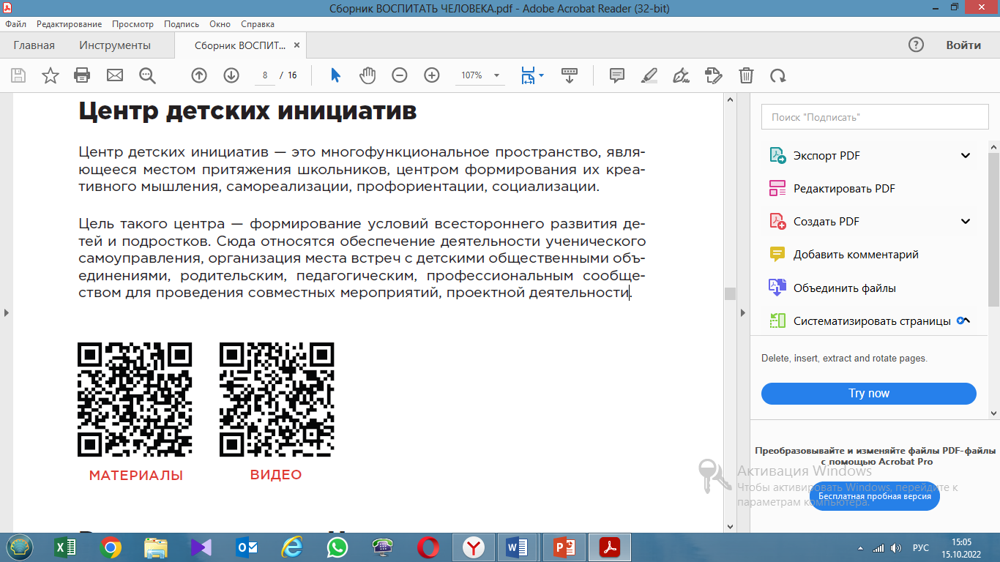 Сборник ВОСПИТАТЬ ЧЕЛОВЕКА.pdf - Adobe Acrobat Reader (32-bit)
Файл Редактирование Просмотр Подпись Окно Справка
Главная Инструменты Сборник ВОСПИТ... × Войти
8 / 16 107%
Центр детских инициатив
Центр детских инициатив — это многофункциональное пространство, явля-
ющееся местом притяжения школьников, центром формирования их креа-
тивного мышления, самореализации, профориентации, социализации.
Цель такого центра — формирование условий всестороннего развития де-
тей и подростков. Сюда относятся обеспечение деятельности ученического
самоуправления, организация места встреч с детскими общественными объ-
единениями, родительским, педагогическим, профессиональным сообще-
ством для проведения совместных мероприятий, проектной деятельности.
МАТЕРИАЛЫ ВИДЕО
Поиск "Подписать"
Экспорт PDF
Редактировать PDF
Создать PDF
Добавить комментарий
Объединить файлы
Систематизировать страницы
Delete, insert, extract and rotate pages.
Try now
Преобразовывайте и изменяйте файлы PDF-файлы
с помощью Acrobat Pro
Бесплатная пробная версия
Активация Windows
Чтобы активировать Windows, перейдите к
параметрам компьютера.
РУС 15:05
15.10.2022